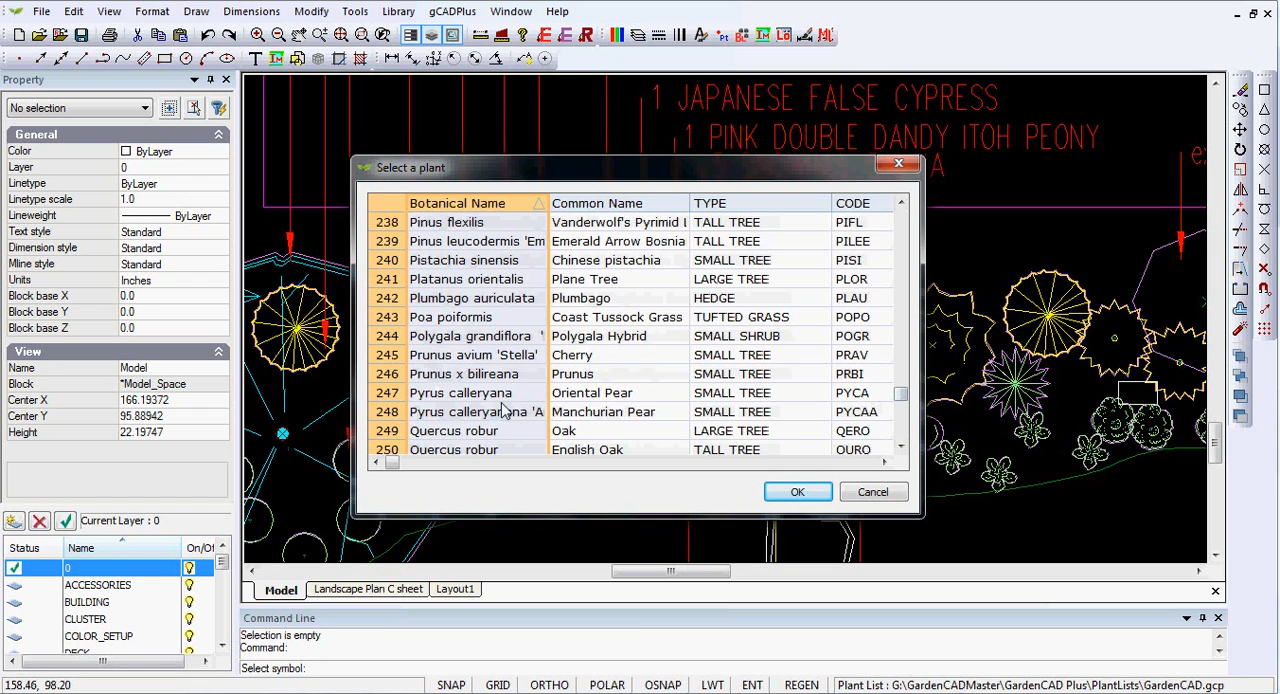 File Edit View Format Draw Dimensions Modify Tools Library gCADPlus Window Help
Property
No selection
General
Color ByLayer
Layer 0
Linetype ByLayer
Linetype scale 1.0
Lineweight ByLayer
Text style Standard
Dimension style Standard
Mline style Standard
Units Inches
Block base X 0.0
Block base Y 0.0
Block base Z 0.0
View
Name Model
Block *Model_Space
Center X 166.19372
Center Y 95.88942
Height 22.19747
Current Layer : 0
Status Name On/Of
0
ACCESSORIES
BUILDING
CLUSTER
COLOR_SETUP
1 JAPANESE FALSE CYPRESS
1 PINK DOUBLE DANDY ITOH PEONY
Select a plant
Botanical Name Common Name TYPE CODE
238 Pinus flexilis Vanderwolf's Pyrimid L TALL TREE PIFL
239 Pinus leucodermis 'Em Emerald Arrow Bosnia TALL TREE PILEE
240 Pistachia sinensis Chinese pistachia SMALL TREE PISI
241 Platanus orientalis Plane Tree LARGE TREE PLOR
242 Plumbago auriculata Plumbago HEDGE PLAU
243 Poa poiformis Coast Tussock Grass TUFTED GRASS POPO
244 Polygala grandiflora ' Polygala Hybrid SMALL SHRUB POGR
245 Prunus avium 'Stella' Cherry SMALL TREE PRAV
246 Prunus x bilireana Prunus SMALL TREE PRBI
247 Pyrus calleryana Oriental Pear SMALL TREE PYCA
248 Pyrus calleryanna 'A Manchurian Pear SMALL TREE PYCAA
249 Quercus robur Oak LARGE TREE QERO
250 Quercus robur English Oak TALL TREE QURO
OK Cancel
Model Landscape Plan C sheet Layout1
Command Line
Selection is empty
Command:
Select symbol:
158.46, 98.20 SNAP GRID ORTHO POLAR OSNAP LWT ENT REGEN Plant List : G:\GardenCADMaster\GardenCAD Plus\PlantLists\GardenCAD.gcp